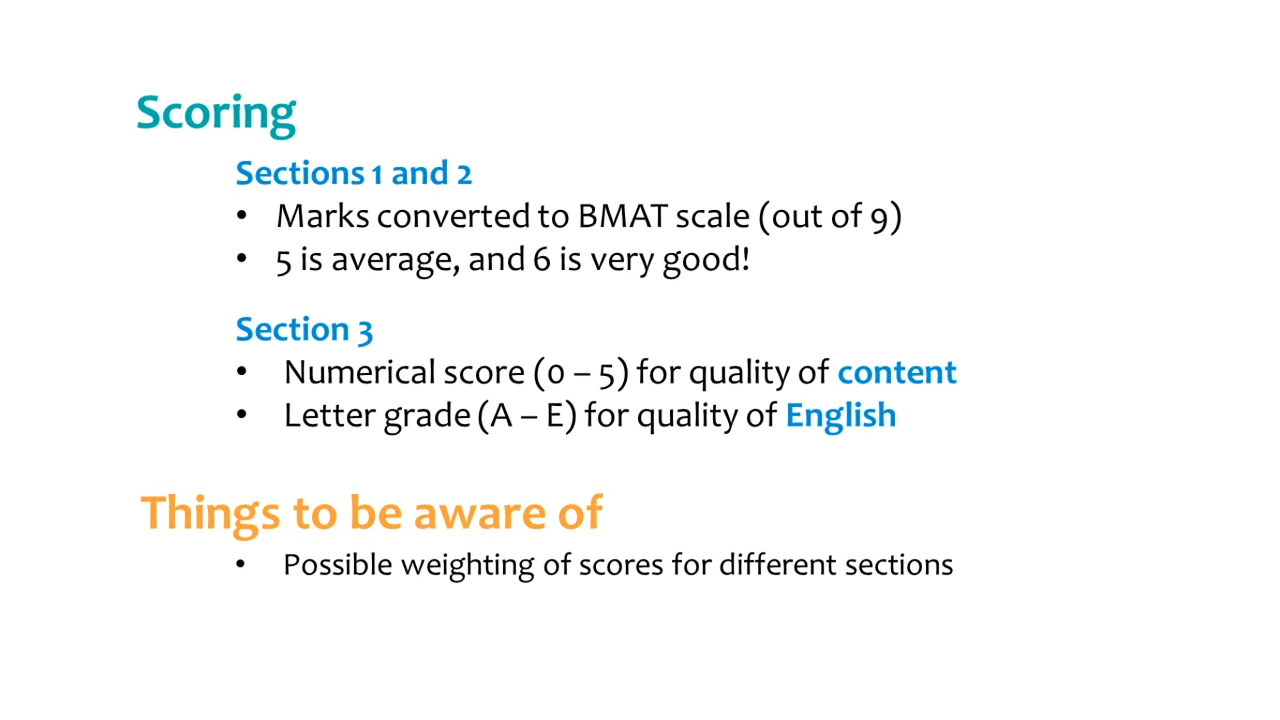 Scoring
Sections 1 and 2
• Marks converted to BMAT scale (out of 9)
• 5 is average, and 6 is very good!
Section 3
• Numerical score (0 – 5) for quality of content
• Letter grade (A – E) for quality of English
Things to be aware of
• Possible weighting of scores for different sections